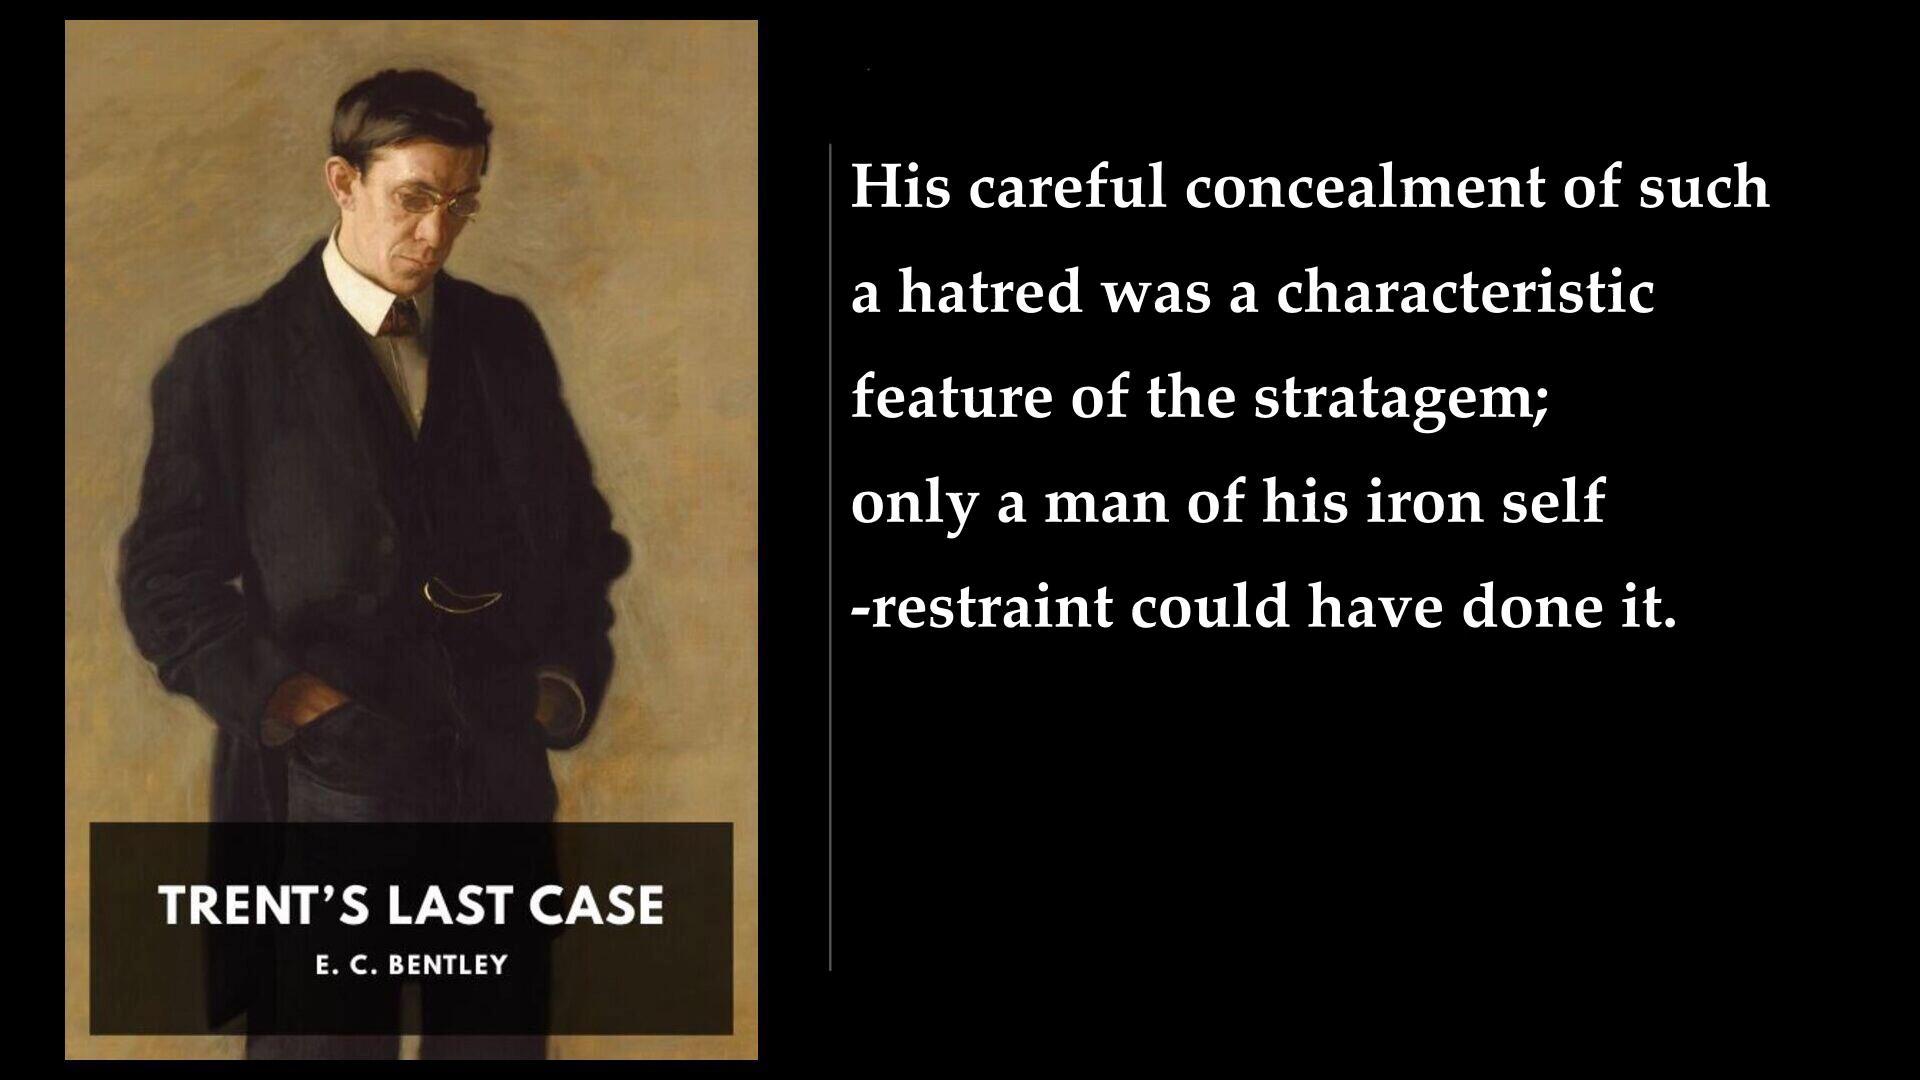 His careful concealment of such
a hatred was a characteristic
feature of the stratagem;
only a man of his iron self
-restraint could have done it.
TRENT’S LAST CASE
E. C. BENTLEY